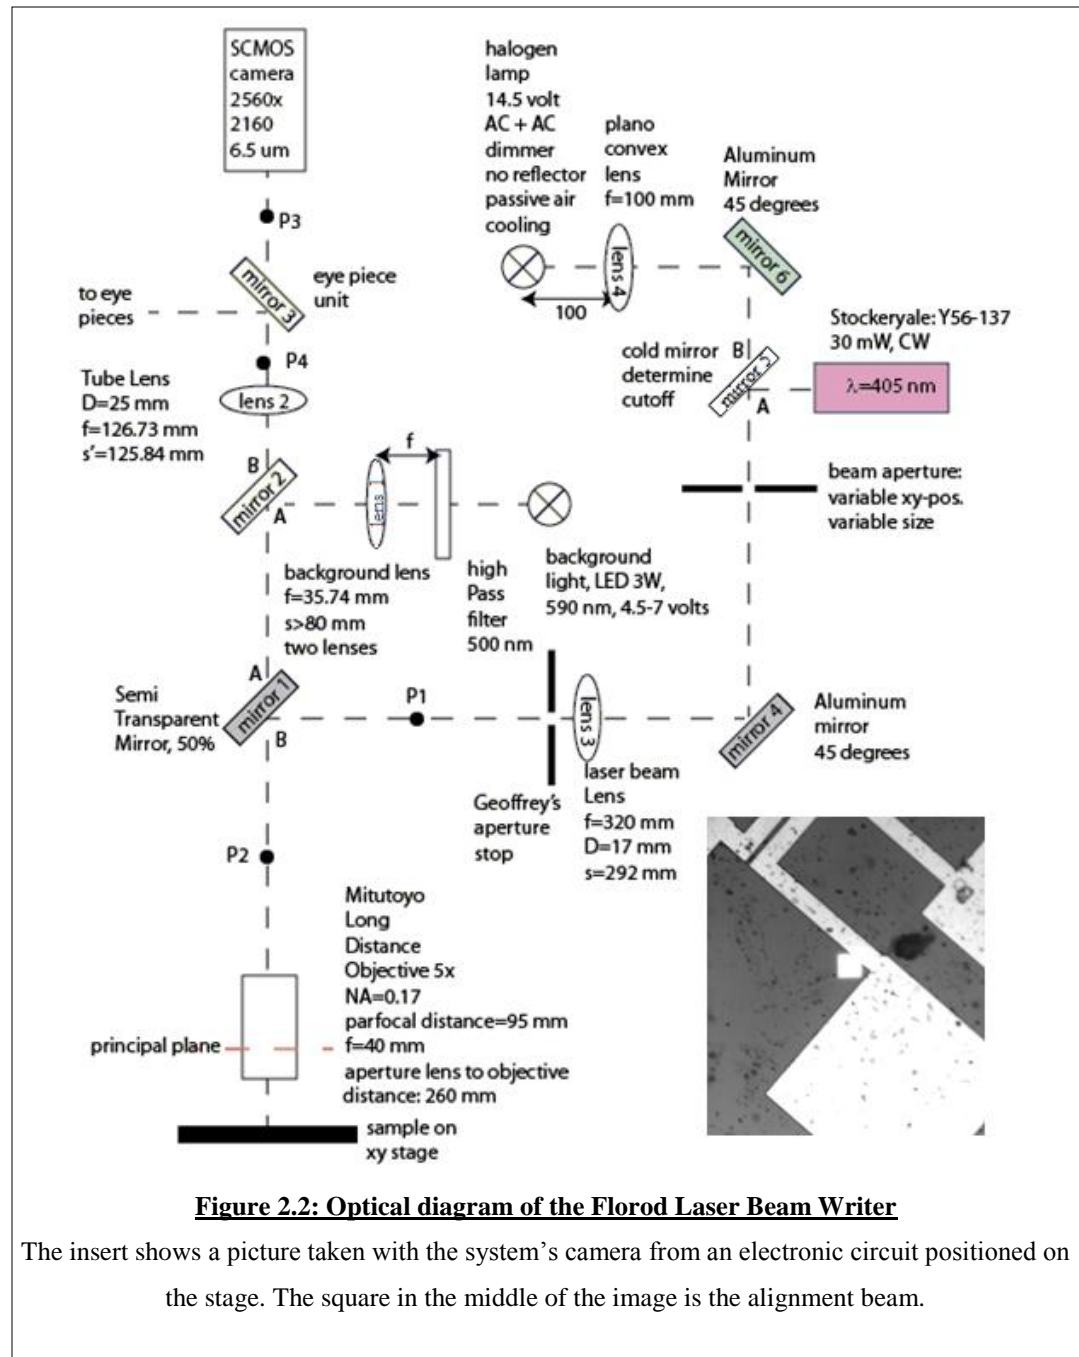 SCMOS
camera
2560x
2160
6.5 um
P3
mirror 3
eye piece
unit
to eye
pieces
P4
Tube Lens
D=25 mm
f=126.73 mm
s'=125.84 mm
lens 2
B
mirror 2
A
lens
f
background lens
f=35.74 mm
s>80 mm
two lenses
high
Pass
filter
500 nm
background
light, LED 3W,
590 nm, 4.5-7 volts
halogen
lamp
14.5 volt
AC + AC
dimmer
no reflector
passive air
cooling
100
plano
convex
lens
f=100 mm
lens 4
Aluminum
Mirror
45 degrees
mirror 6
cold mirror
determine
cutoff
B
mirror 5
A
Stockeryale: Y56-137
30 mW, CW
λ=405 nm
beam aperture:
variable xy-pos.
variable size
Semi
Transparent
Mirror, 50%
A
mirror 1
B
P1
Geoffrey's
aperture
stop
lens 3
laser beam
Lens
f=320 mm
D=17 mm
s=292 mm
mirror 4
Aluminum
mirror
45 degrees
P2
Mitutoyo
Long
Distance
Objective 5x
NA=0.17
parfocal distance=95 mm
f=40 mm
aperture lens to objective
distance: 260 mm
principal plane
sample on
xy stage
Figure 2.2: Optical diagram of the Florod Laser Beam Writer
The insert shows a picture taken with the system's camera from an electronic circuit positioned on
the stage. The square in the middle of the image is the alignment beam.